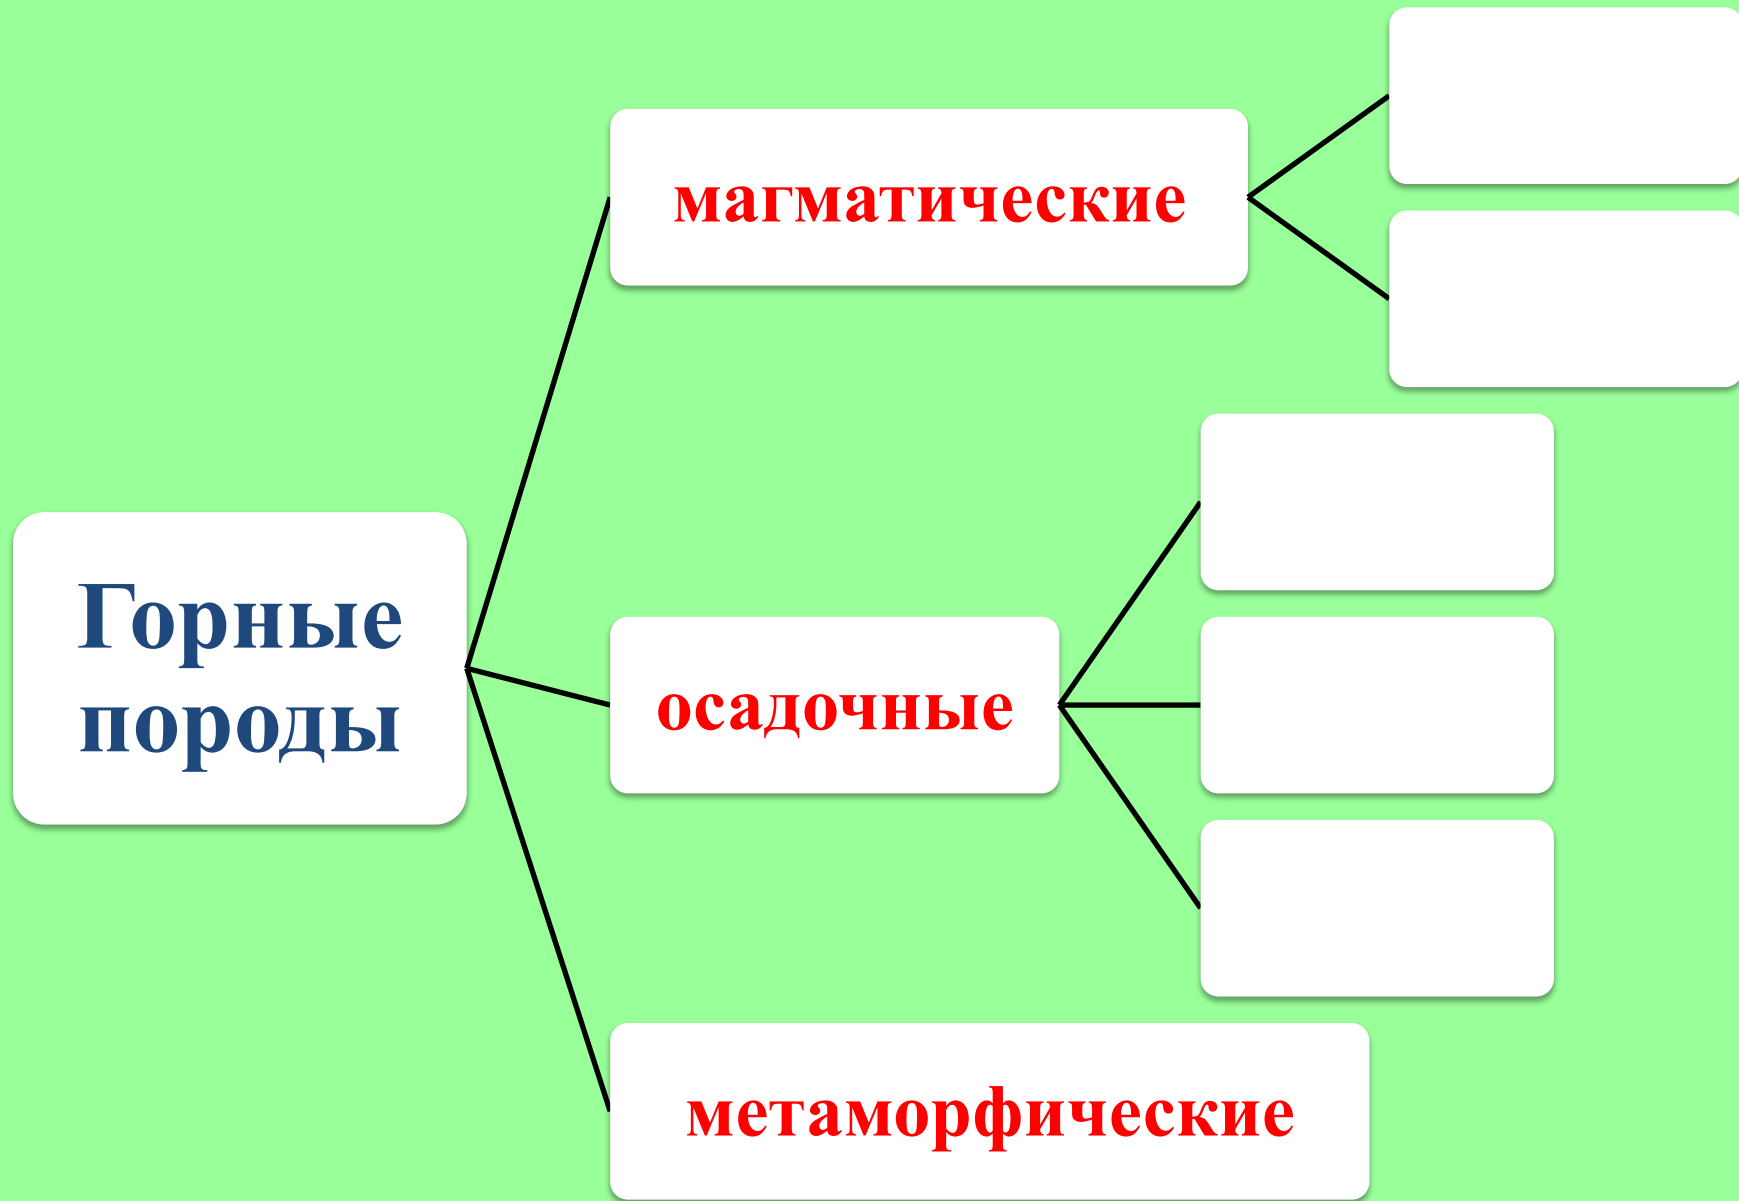 Горные
породы
магматические
осадочные
метаморфические